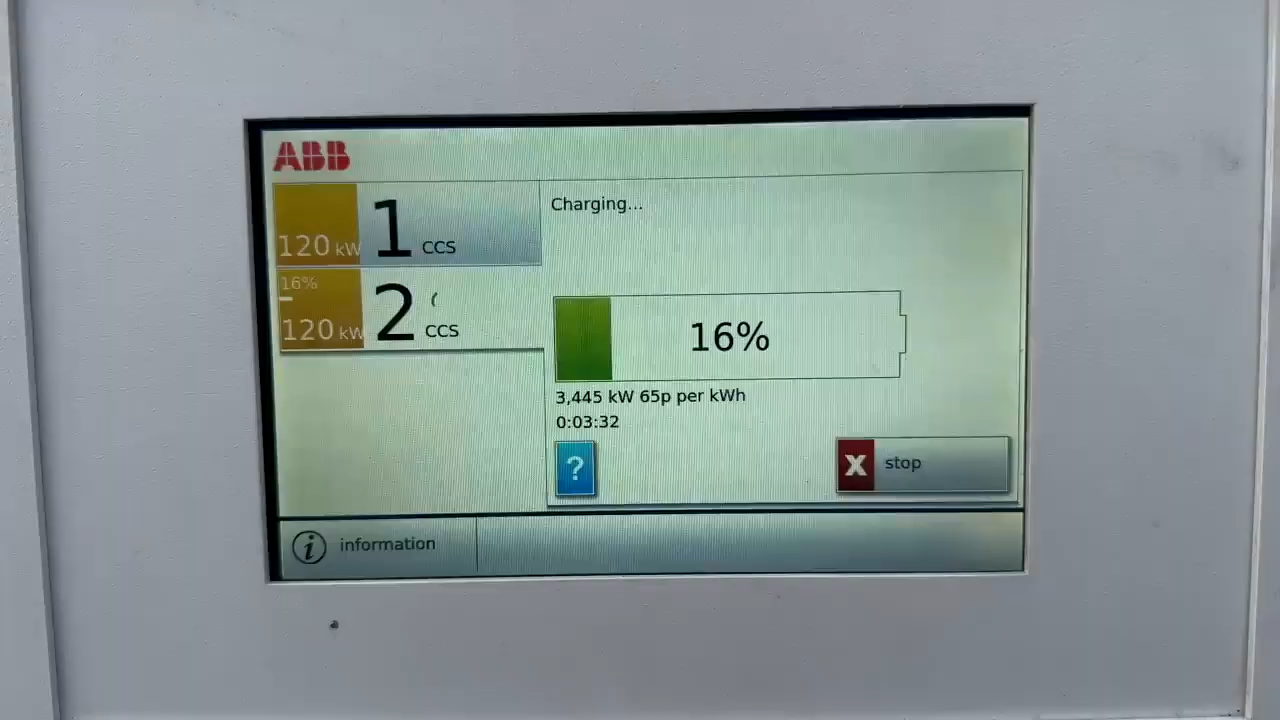 ABB
120 kW 1 CCS
16%
120 kW 2 CCS
Charging...
16%
3,445 kW 65p per kWh
0:03:32
?
X stop
i information